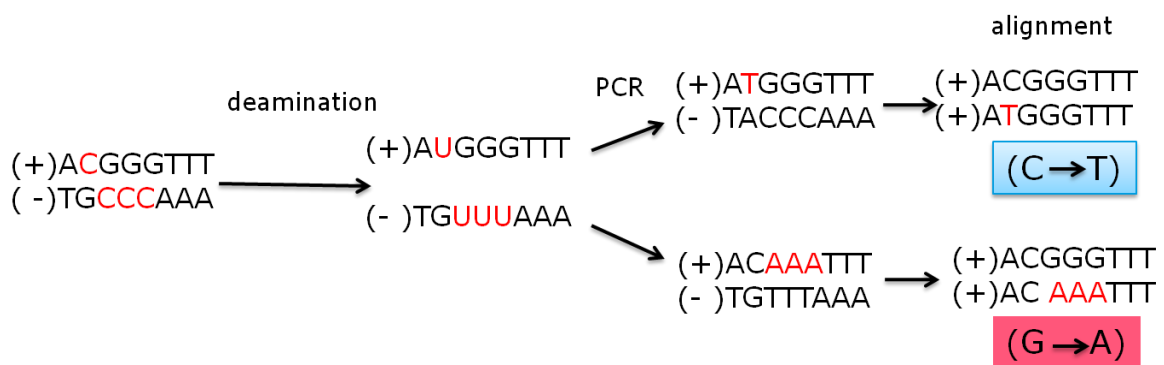 alignment
PCR
deamination
(+)ATGGGTTT
(- )TACCCAAA
(+)ACGGGTTT
(+)ATGGGTTT
(C→T)
(+)ACGGGTTT
( -)TGCCCAAA
(+)AUGGGTTT
(- )TGUUUAAA
(+)ACAAATTT
(- )TGTTTAAA
(+)ACGGGTTT
(+)AC AAATTT
(G→A)